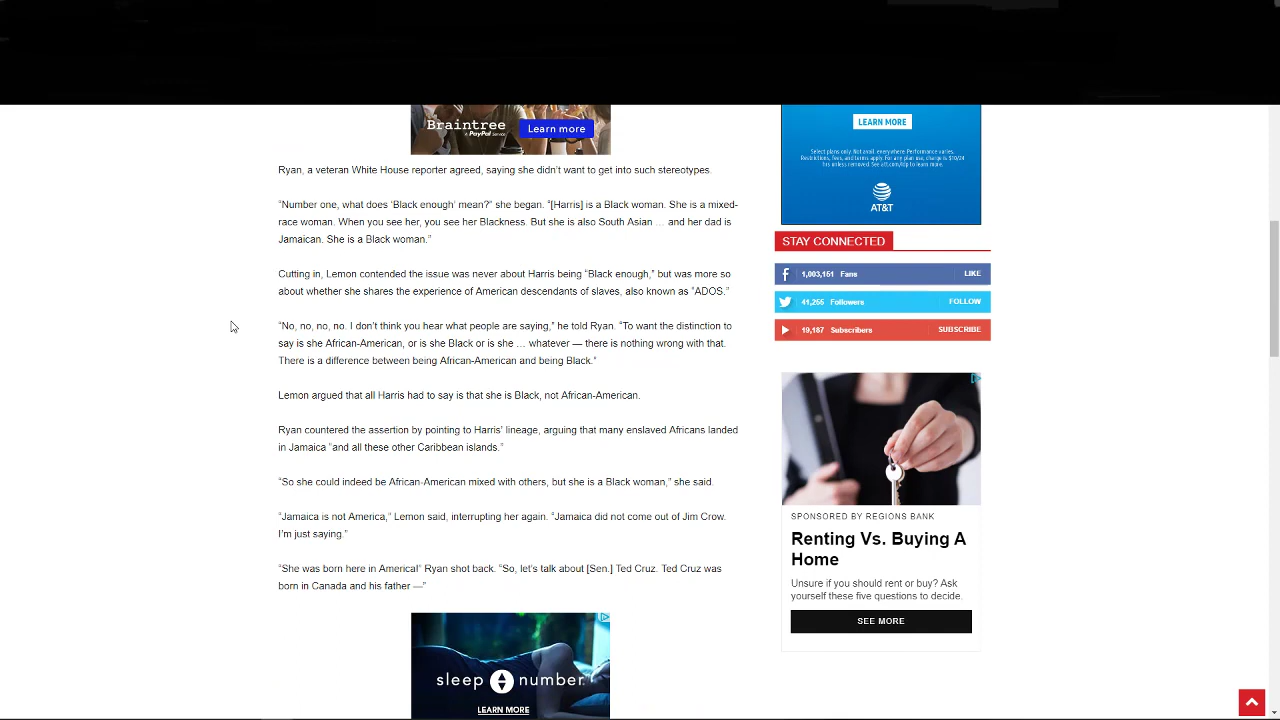 Braintree
A PayPal Service
Learn more
Ryan, a veteran White House reporter agreed, saying she didn't want to get into such stereotypes.
“Number one, what does ‘Black enough’ mean?” she began. “[Harris] is a Black woman. She is a mixed-
race woman. When you see her, you see her Blackness. But she is also South Asian … and her dad is
Jamaican. She is a Black woman.”
Cutting in, Lemon contended the issue was never about Harris being “Black enough,” but was more so
about whether she shares the experience of American descendants of slaves, also known as “ADOS.”
“No, no, no, no. I don’t think you hear what people are saying,” he told Ryan. “To want the distinction to
say is she African-American, or is she Black or is she … whatever — there is nothing wrong with that.
There is a difference between being African-American and being Black.”
Lemon argued that all Harris had to say is that she is Black, not African-American.
Ryan countered the assertion by pointing to Harris’ lineage, arguing that many enslaved Africans landed
in Jamaica “and all these other Caribbean islands.”
“So she could indeed be African-American mixed with others, but she is a Black woman,” she said.
“Jamaica is not America,” Lemon said, interrupting her again. “Jamaica did not come out of Jim Crow.
I’m just saying.”
“She was born here in America!” Ryan shot back. “So, let’s talk about [Sen.] Ted Cruz. Ted Cruz was
born in Canada and his father —”
sleep number
LEARN MORE
LEARN MORE
Select plans only. Not avail. everywhere Performance varies.
Restrictions, fees, and terms apply. For any plan use, charge is $10/24
his unless removed. See att.com/tdp to learn more.
AT&T
STAY CONNECTED
1,003,151 Fans LIKE
41,255 Followers FOLLOW
19,187 Subscribers SUBSCRIBE
SPONSORED BY REGIONS BANK
Renting Vs. Buying A
Home
Unsure if you should rent or buy? Ask
yourself these five questions to decide.
SEE MORE